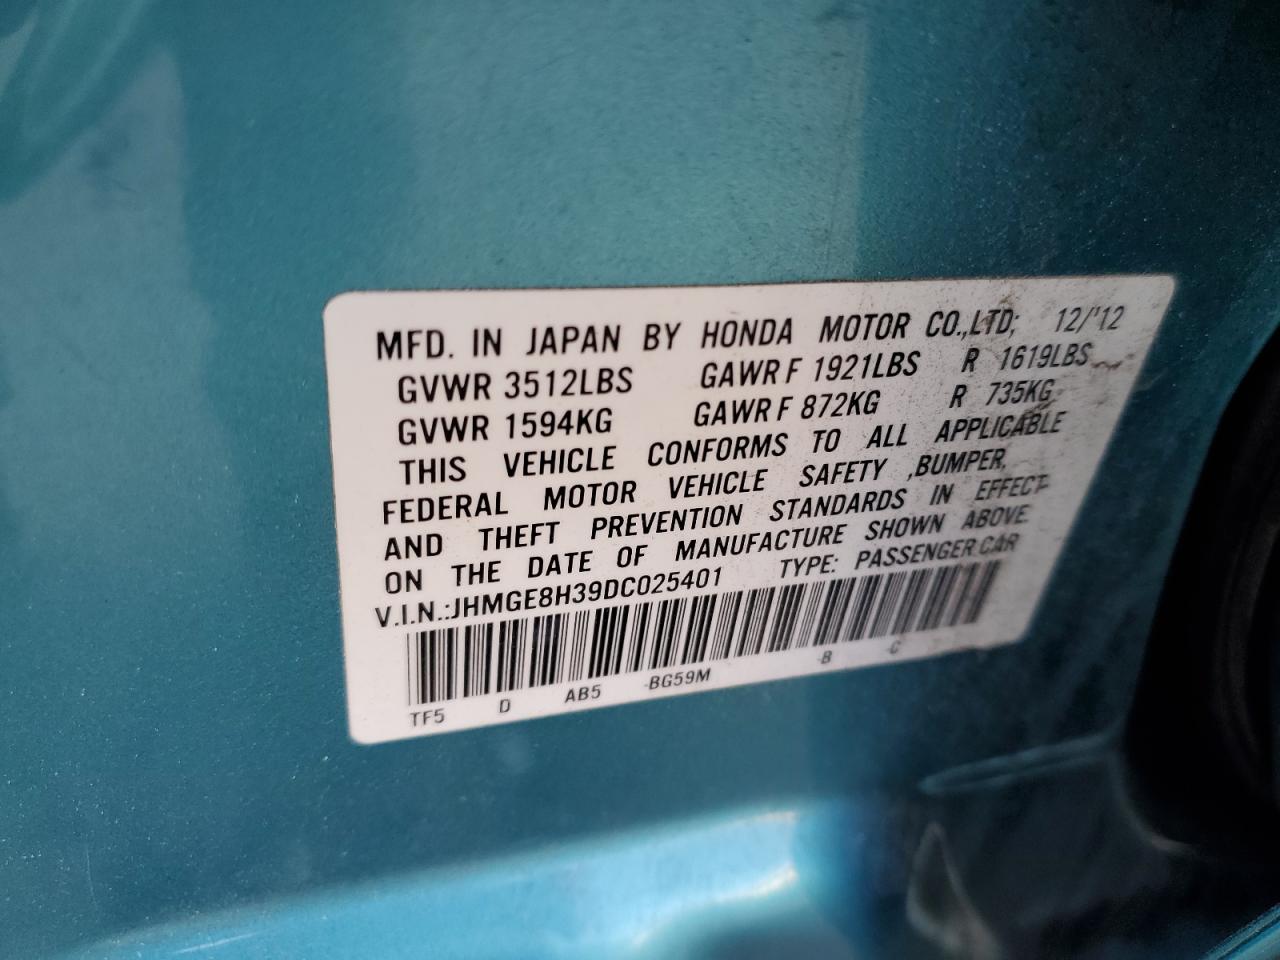 MFD. IN JAPAN BY HONDA MOTOR CO.,LTD; 12/'12
GVWR 3512LBS GAWR F 1921LBS R 1619LBS
GVWR 1594KG GAWR F 872KG R 735KG
THIS VEHICLE CONFORMS TO ALL APPLICABLE
FEDERAL MOTOR VEHICLE SAFETY ,BUMPER,
AND THEFT PREVENTION STANDARDS IN EFFECT
ON THE DATE OF MANUFACTURE SHOWN ABOVE
V.I.N.:JHMGE8H39DC025401 TYPE: PASSENGER CAR
TF5 D AB5 -BG59M -B -C